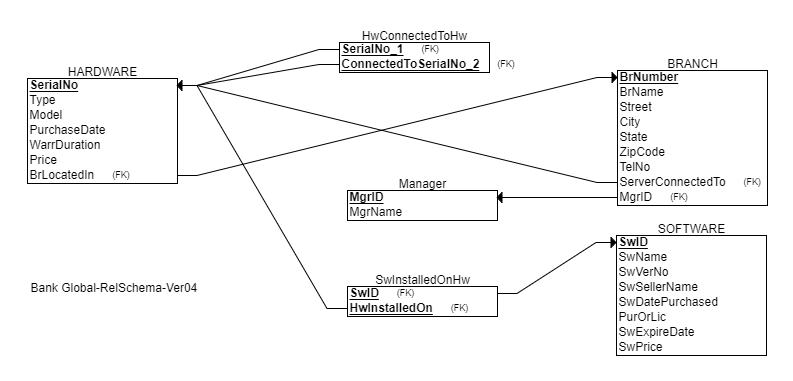 HwConnectedToHw
SerialNo_1 (FK)
ConnectedToSerialNo_2 (FK)
HARDWARE
SerialNo
Type
Model
PurchaseDate
WarrDuration
Price
BrLocatedIn (FK)
BRANCH
BrNumber
BrName
Street
City
State
ZipCode
TelNo
ServerConnectedTo (FK)
MgrID (FK)
Manager
MgrID
MgrName
SOFTWARE
SwID
SwName
SwVerNo
SwSellerName
SwDatePurchased
PurOrLic
SwExpireDate
SwPrice
SwInstalledOnHw
SwID (FK)
HwInstalledOn (FK)
Bank Global-RelSchema-Ver04